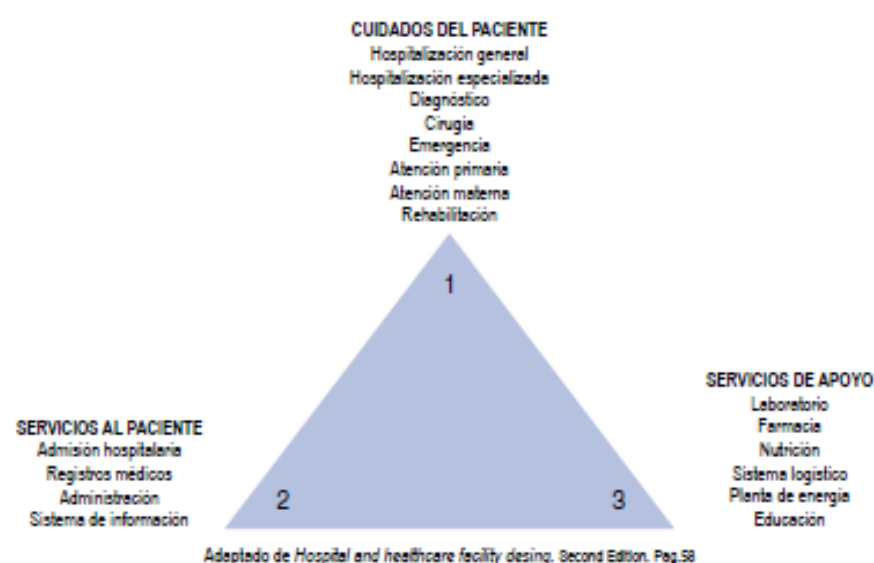 CUIDADOS DEL PACIENTE
Hospitalización general
Hospitalización especializada
Diagnóstico
Cirugia
Emergencia
Atención primaria
Atención materna
Rehabilitación
1
SERVICIOS DE APOYO
Laboratorio
Farmacia
Nutrición
Sistema logístico
Planta de energía
Educación
SERVICIOS AL PACIENTE
Admisión hospitalaria
Registros médicos
Administración
Sistema de información
2
3
Adaptado de Hospital and healthcare facility desing. Second Edition. Pag.58